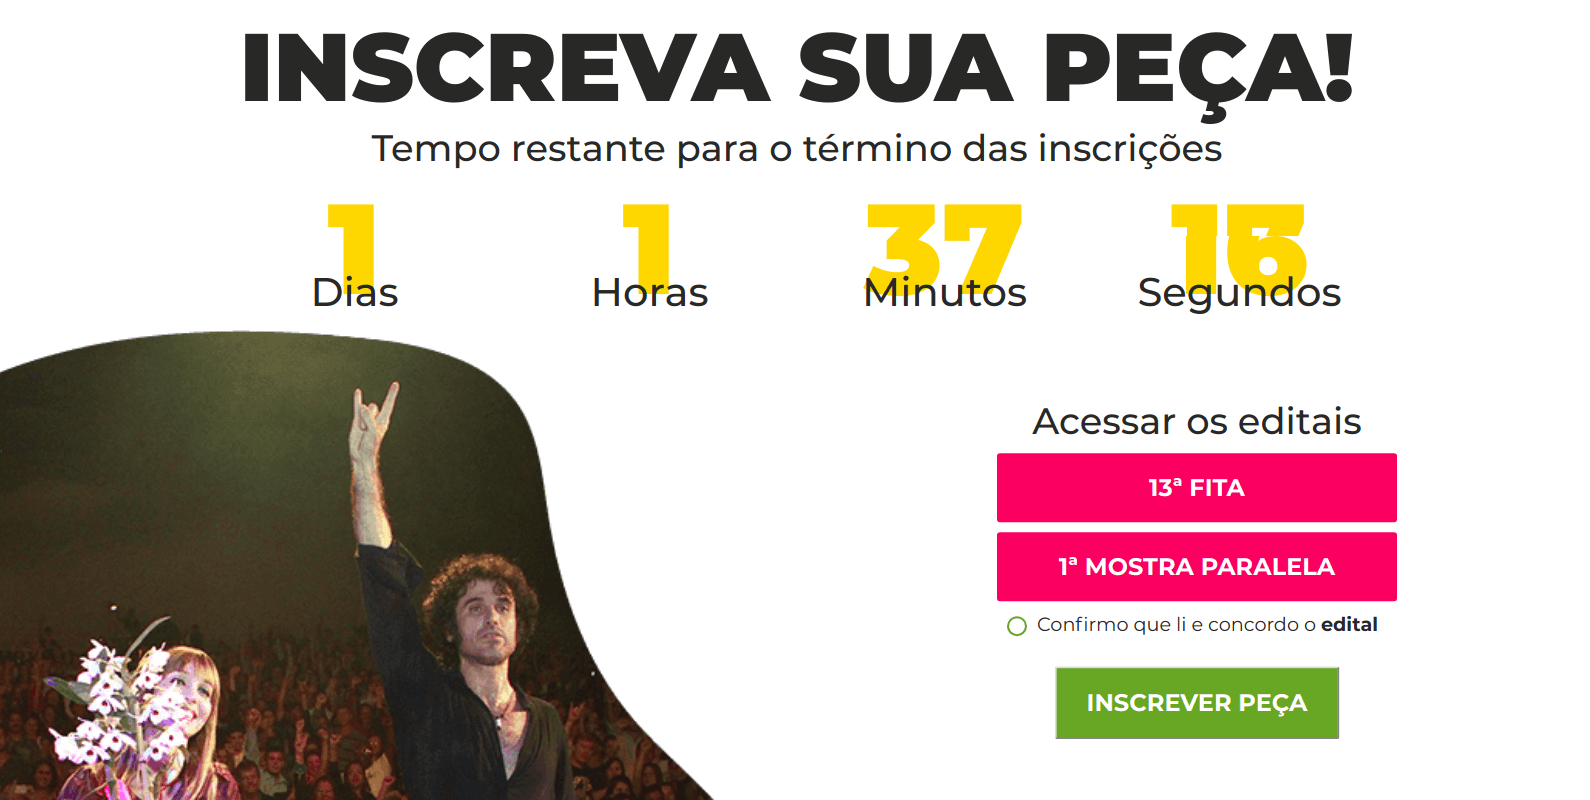 INSCREVA SUA PEÇA!
Tempo restante para o término das inscrições
1 1 37
Dias Horas Minutos Segundos
Acessar os editais
13ª FITA
1ª MOSTRA PARALELA
Confirmo que li e concordo o edital
INSCREVER PEÇA